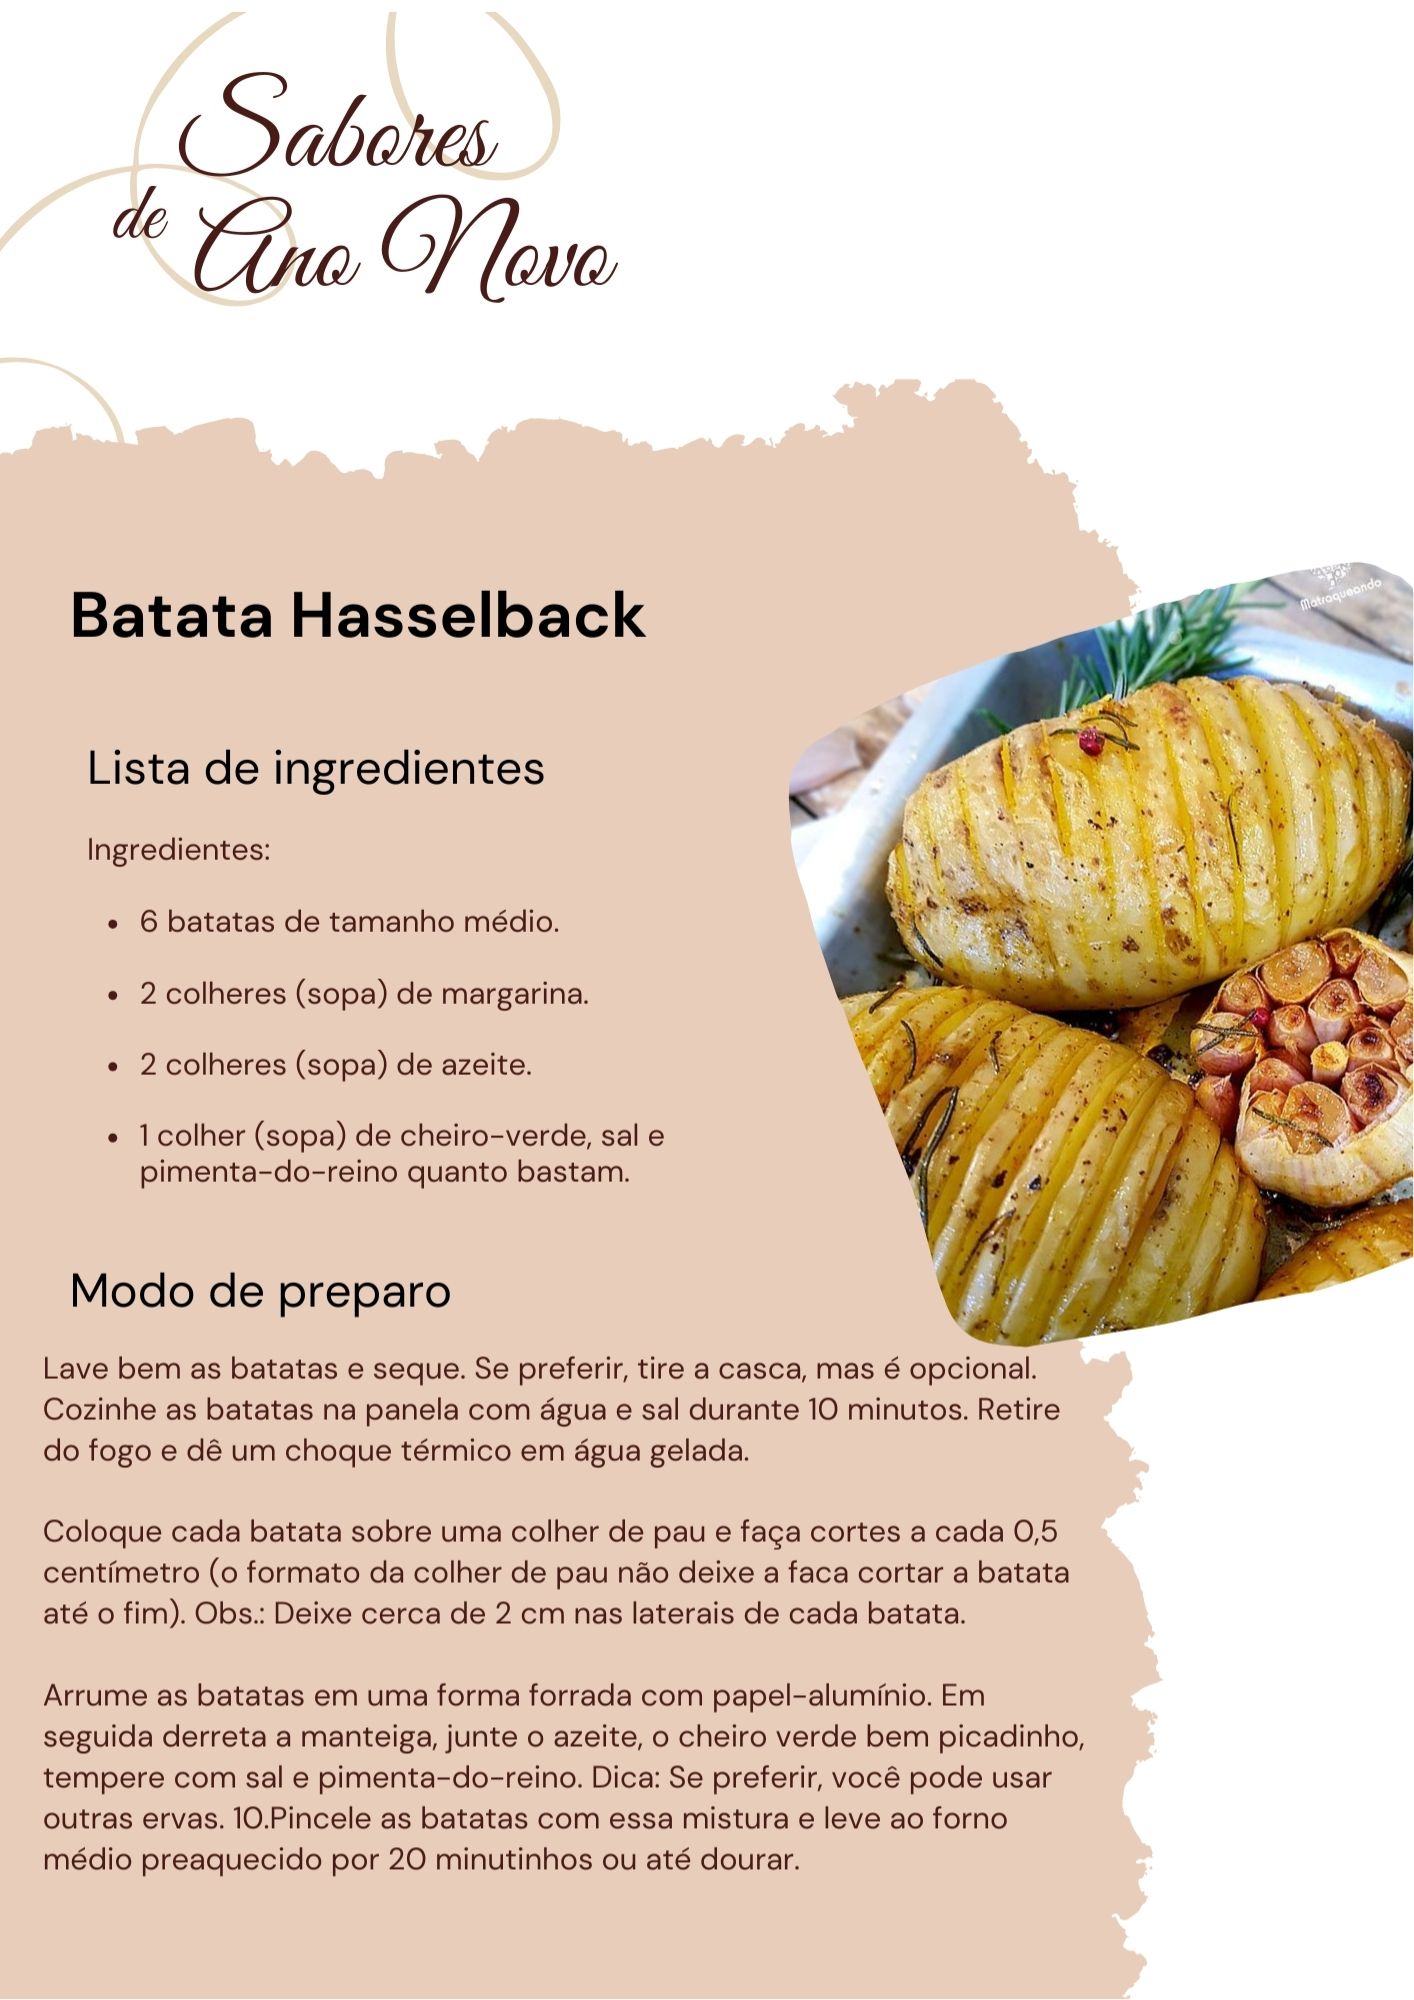 Sabores
de Ano Novo
Batata Hasselback
Matraqueando
Lista de ingredientes
Ingredientes:
• 6 batatas de tamanho médio.
• 2 colheres (sopa) de margarina.
• 2 colheres (sopa) de azeite.
• 1 colher (sopa) de cheiro-verde, sal e
pimenta-do-reino quanto bastam.
Modo de preparo
Lave bem as batatas e seque. Se preferir, tire a casca, mas é opcional.
Cozinhe as batatas na panela com água e sal durante 10 minutos. Retire
do fogo e dê um choque térmico em água gelada.
Coloque cada batata sobre uma colher de pau e faça cortes a cada 0,5
centímetro (o formato da colher de pau não deixe a faca cortar a batata
até o fim). Obs.: Deixe cerca de 2 cm nas laterais de cada batata.
Arrume as batatas em uma forma forrada com papel-alumínio. Em
seguida derreta a manteiga, junte o azeite, o cheiro verde bem picadinho,
tempere com sal e pimenta-do-reino. Dica: Se preferir, você pode usar
outras ervas. 10.Pincele as batatas com essa mistura e leve ao forno
médio preaquecido por 20 minutinhos ou até dourar.